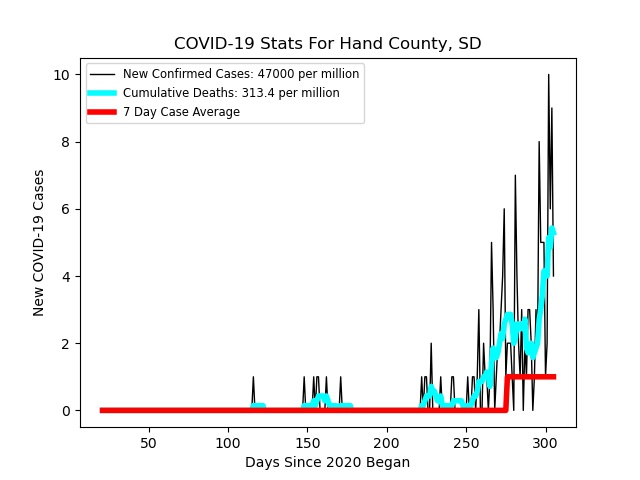 COVID-19 Stats For Hand County, SD
New Confirmed Cases: 47000 per million
Cumulative Deaths: 313.4 per million
7 Day Case Average
New COVID-19 Cases
10
8
6
4
2
0
50 100 150 200 250 300
Days Since 2020 Began